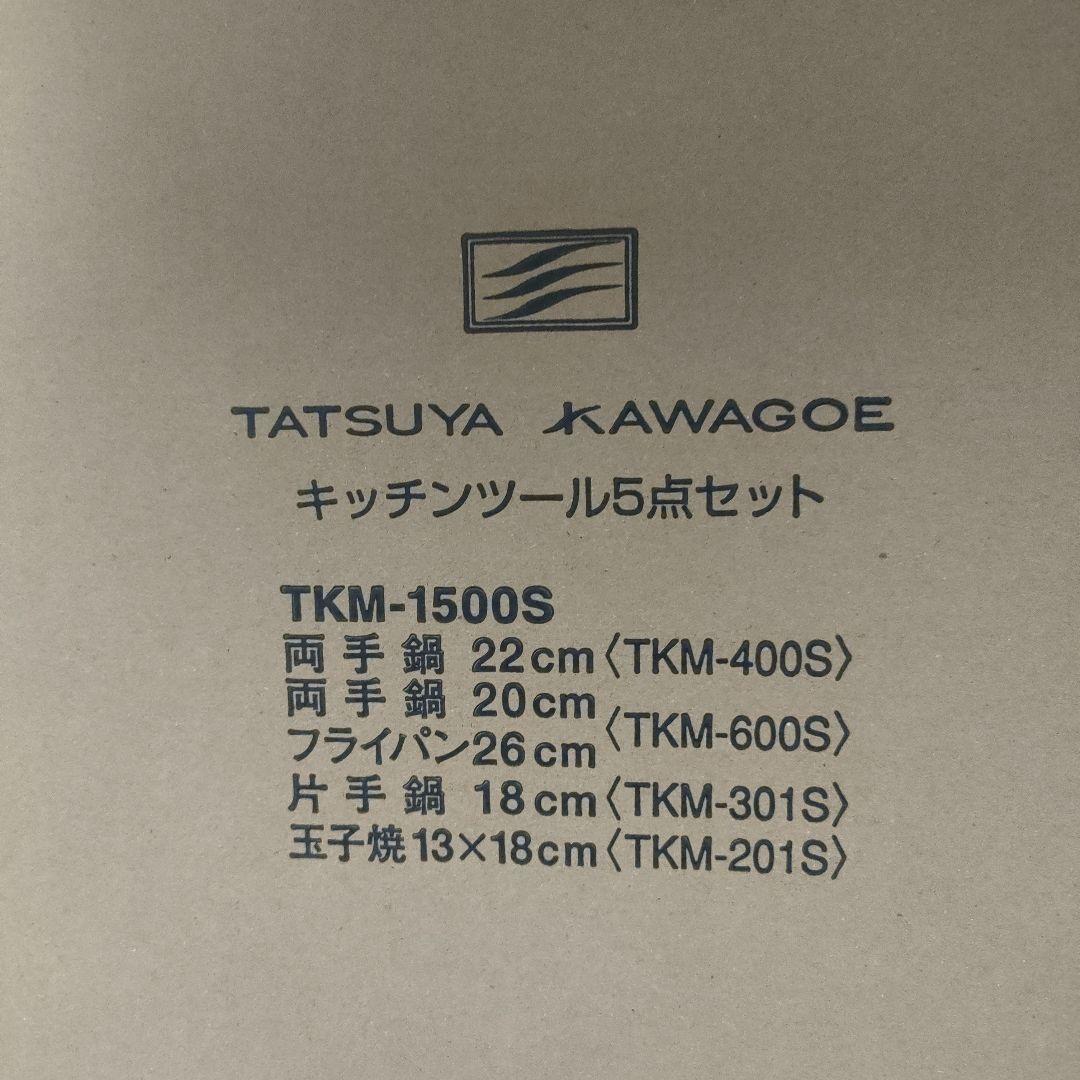 TATSUYA KAWAGOE
キッチンツール5点セット
TKM-1500S
両手鍋 22cm〈TKM-400S〉
両手鍋 20cm
フライパン26cm〈TKM-600S〉
片手鍋 18cm〈TKM-301S〉
玉子焼13×18cm〈TKM-201S〉